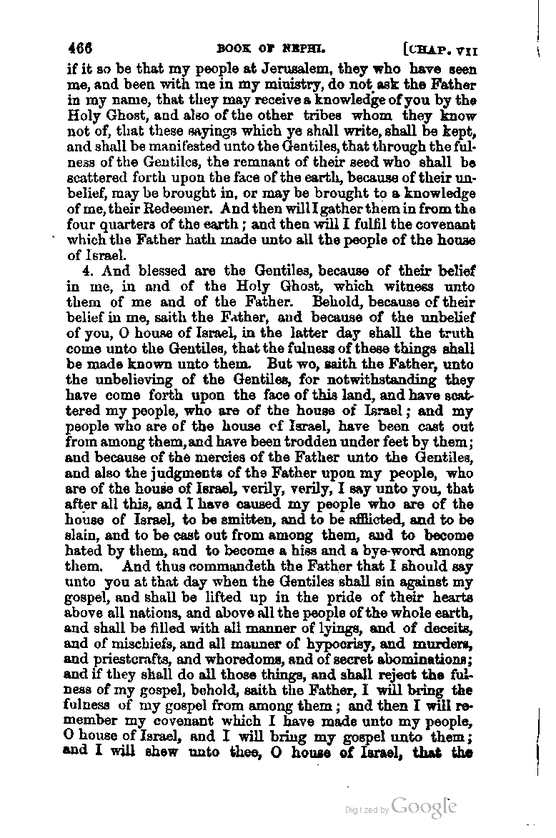 466 BOOK OF NEPHI. [CHAP. VII
if it so be that my people at Jerusalem, they who have seen
me, and been with me in my ministry, do not ask the Father
in my name, that they may receive a knowledge of you by the
Holy Ghost, and also of the other tribes whom they know
not of, that these sayings which ye shall write, shall be kept,
and shall be manifested unto the Gentiles, that through the ful-
ness of the Gentiles, the remnant of their seed who shall be
scattered forth upon the face of the earth, because of their un-
belief, may be brought in, or may be brought to a knowledge
of me, their Redeemer. And then will I gather them in from the
four quarters of the earth; and then will I fulfil the covenant
which the Father hath made unto all the people of the house
of Israel.
4. And blessed are the Gentiles, because of their belief
in me, in and of the Holy Ghost, which witness unto
them of me and of the Father. Behold, because of their
belief in me, saith the Father, and because of the unbelief
of you, O house of Israel, in the latter day shall the truth
come unto the Gentiles, that the fulness of these things shall
be made known unto them. But wo, saith the Father, unto
the unbelieving of the Gentiles, for notwithstanding they
have come forth upon the face of this land, and have scat-
tered my people, who are of the house of Israel; and my
people who are of the house of Israel, have been cast out
from among them, and have been trodden under feet by them;
and because of the mercies of the Father unto the Gentiles,
and also the judgments of the Father upon my people, who
are of the house of Israel, verily, verily, I say unto you, that
after all this, and I have caused my people who are of the
house of Israel, to be smitten, and to be afflicted, and to be
slain, and to be cast out from among them, and to become
hated by them, and to become a hiss and a bye-word among
them. And thus commandeth the Father that I should say
unto you at that day when the Gentiles shall sin against my
gospel, and shall be lifted up in the pride of their hearts
above all nations, and above all the people of the whole earth,
and shall be filled with all manner of lyings, and of deceits,
and of mischiefs, and all manner of hypocrisy, and murders,
and priestcrafts, and whoredoms, and of secret abominations;
and if they shall do all those things, and shall reject the ful-
ness of my gospel, behold, saith the Father, I will bring the
fulness of my gospel from among them; and then I will re-
member my covenant which I have made unto my people,
O house of Israel, and I will bring my gospel unto them;
and I will shew unto thee, O house of Israel, that the
Digitized by Google